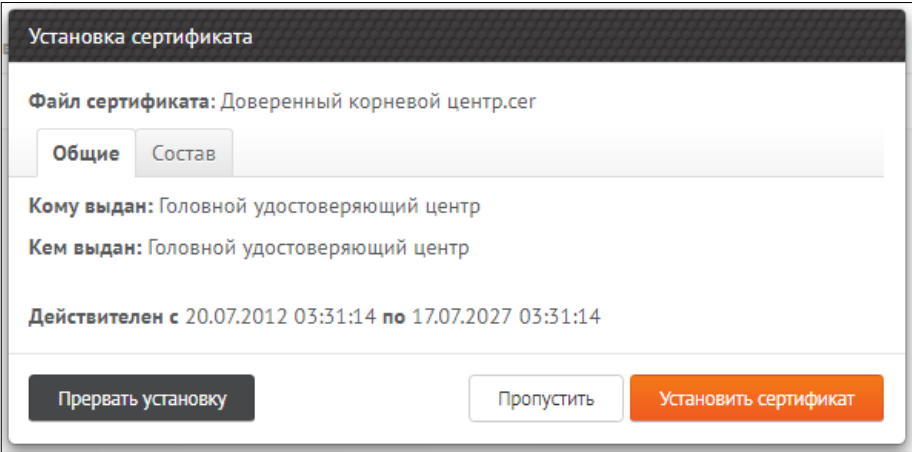 Установка сертификата
Файл сертификата: Доверенный корневой центр.cer
Общие Состав
Кому выдан: Головной удостоверяющий центр
Кем выдан: Головной удостоверяющий центр
Действителен с 20.07.2012 03:31:14 по 17.07.2027 03:31:14
Прервать установку Пропустить Установить сертификат